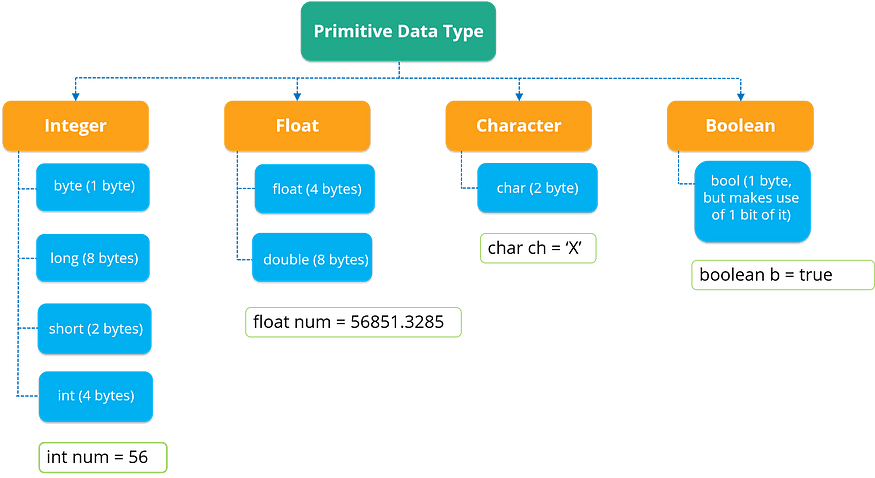 Primitive Data Type
Integer
Float
Character
Boolean
byte (1 byte)
long (8 bytes)
short (2 bytes)
int (4 bytes)
int num = 56
float (4 bytes)
double (8 bytes)
float num = 56851.3285
char (2 byte)
char ch = ‘X’
bool (1 byte,
but makes use
of 1 bit of it)
boolean b = true